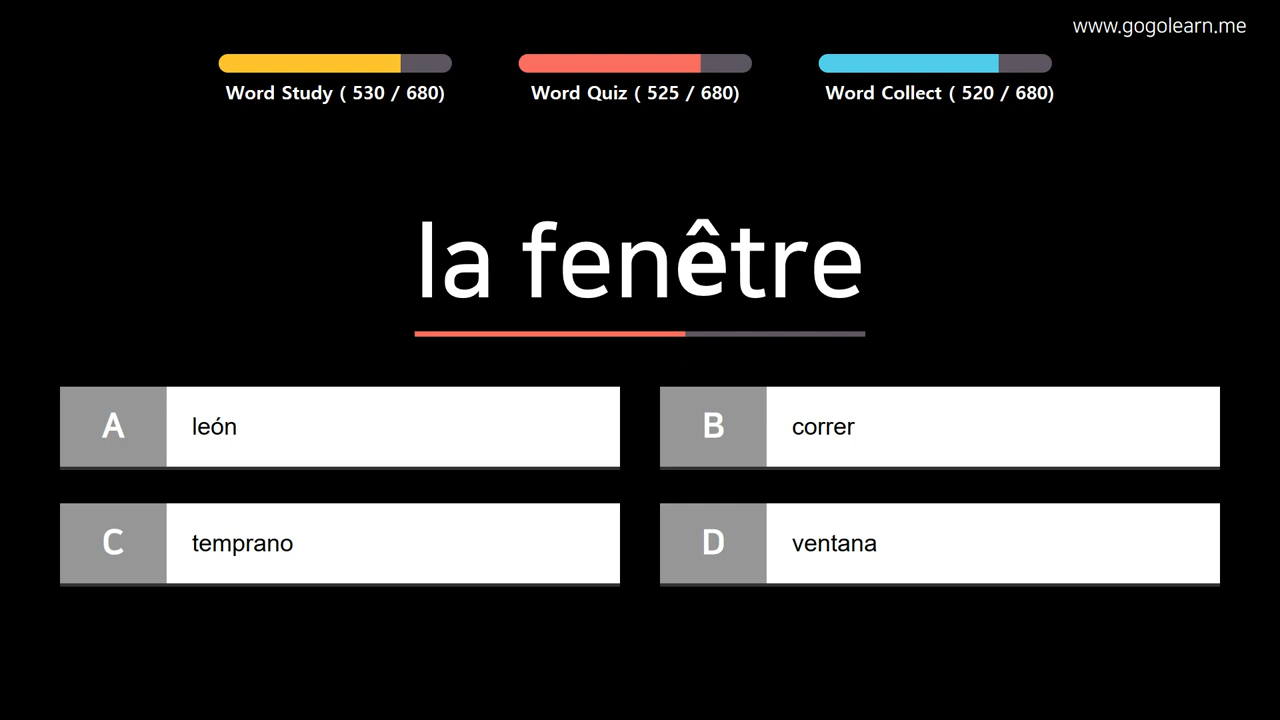 www.gogolearn.me
Word Study ( 530 / 680)
Word Quiz ( 525 / 680)
Word Collect ( 520 / 680)
la fenêtre
A león
B correr
C temprano
D ventana